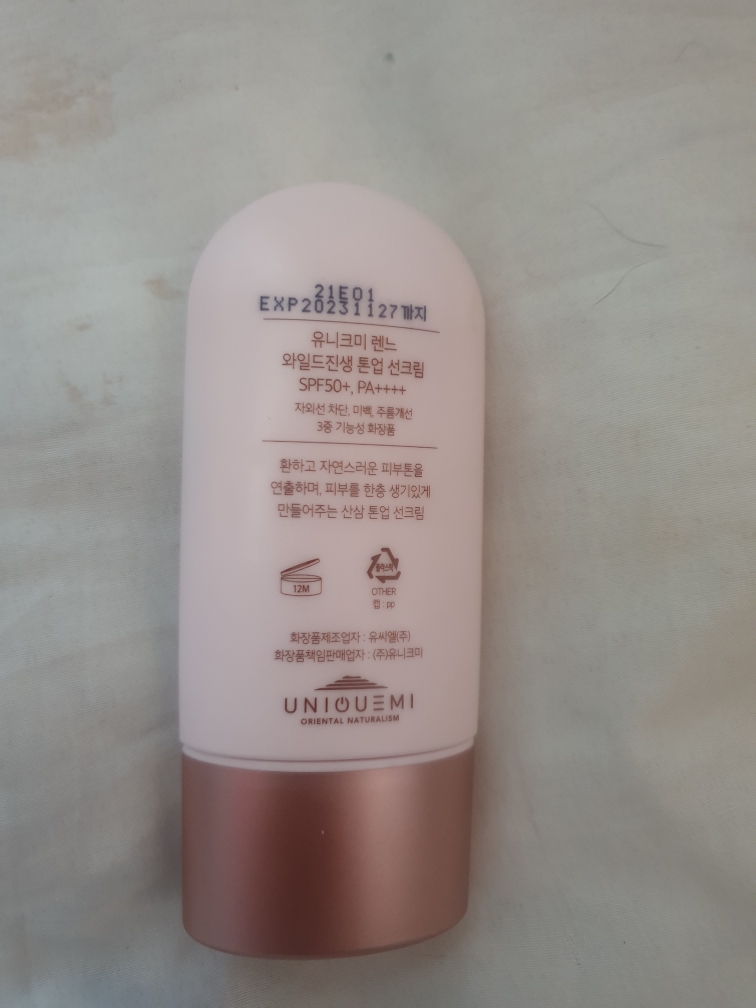 21E01
EXP20231127까지
유니크미 렌느
와일드진생 톤업 선크림
SPF50+, PA++++
자외선 차단, 미백, 주름개선
3중 기능성 화장품
환하고 자연스러운 피부톤을
연출하며, 피부를 한층 생기있게
만들어주는 산삼 톤업 선크림
12M
플라스틱
OTHER
캡 : pp
화장품제조업자 : 유씨엘(주)
화장품책임판매업자 : (주)유니크미
UNIQUEMI
ORIENTAL NATURALISM